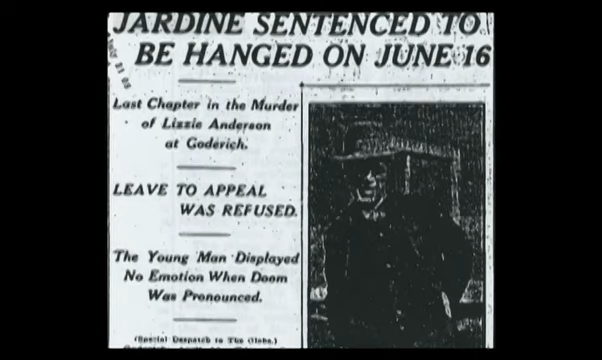 JARDINE SENTENCED TO
BE HANGED ON JUNE 16
Last Chapter in the Murder
of Lizzie Anderson
at Goderich.
LEAVE TO APPEAL
WAS REFUSED.
The Young Man Displayed
No Emotion When Doom
Was Pronounced.
(Special Despatch to The Globe.)